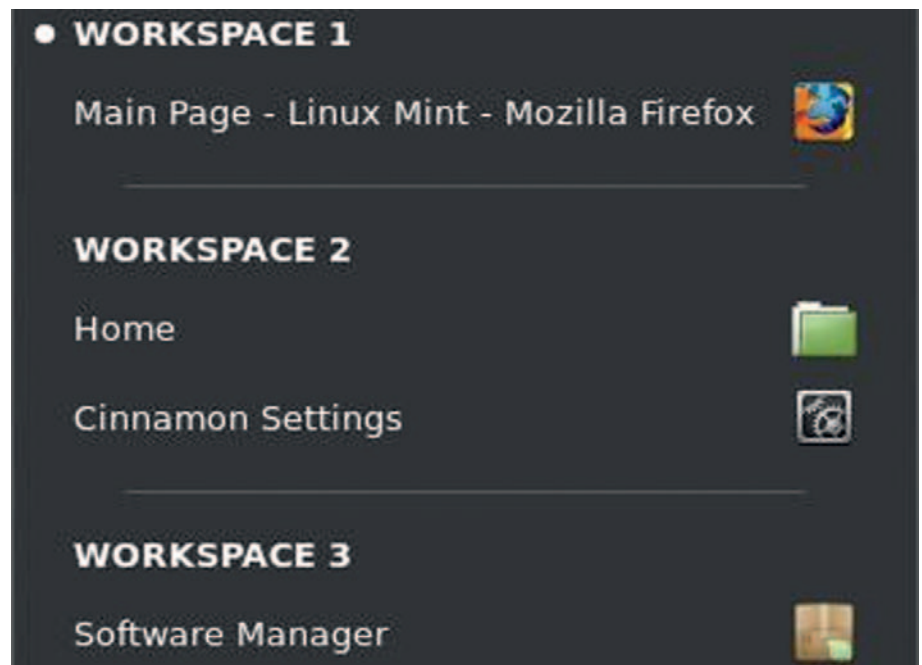 WORKSPACE 1
Main Page - Linux Mint - Mozilla Firefox
WORKSPACE 2
Home
Cinnamon Settings
WORKSPACE 3
Software Manager